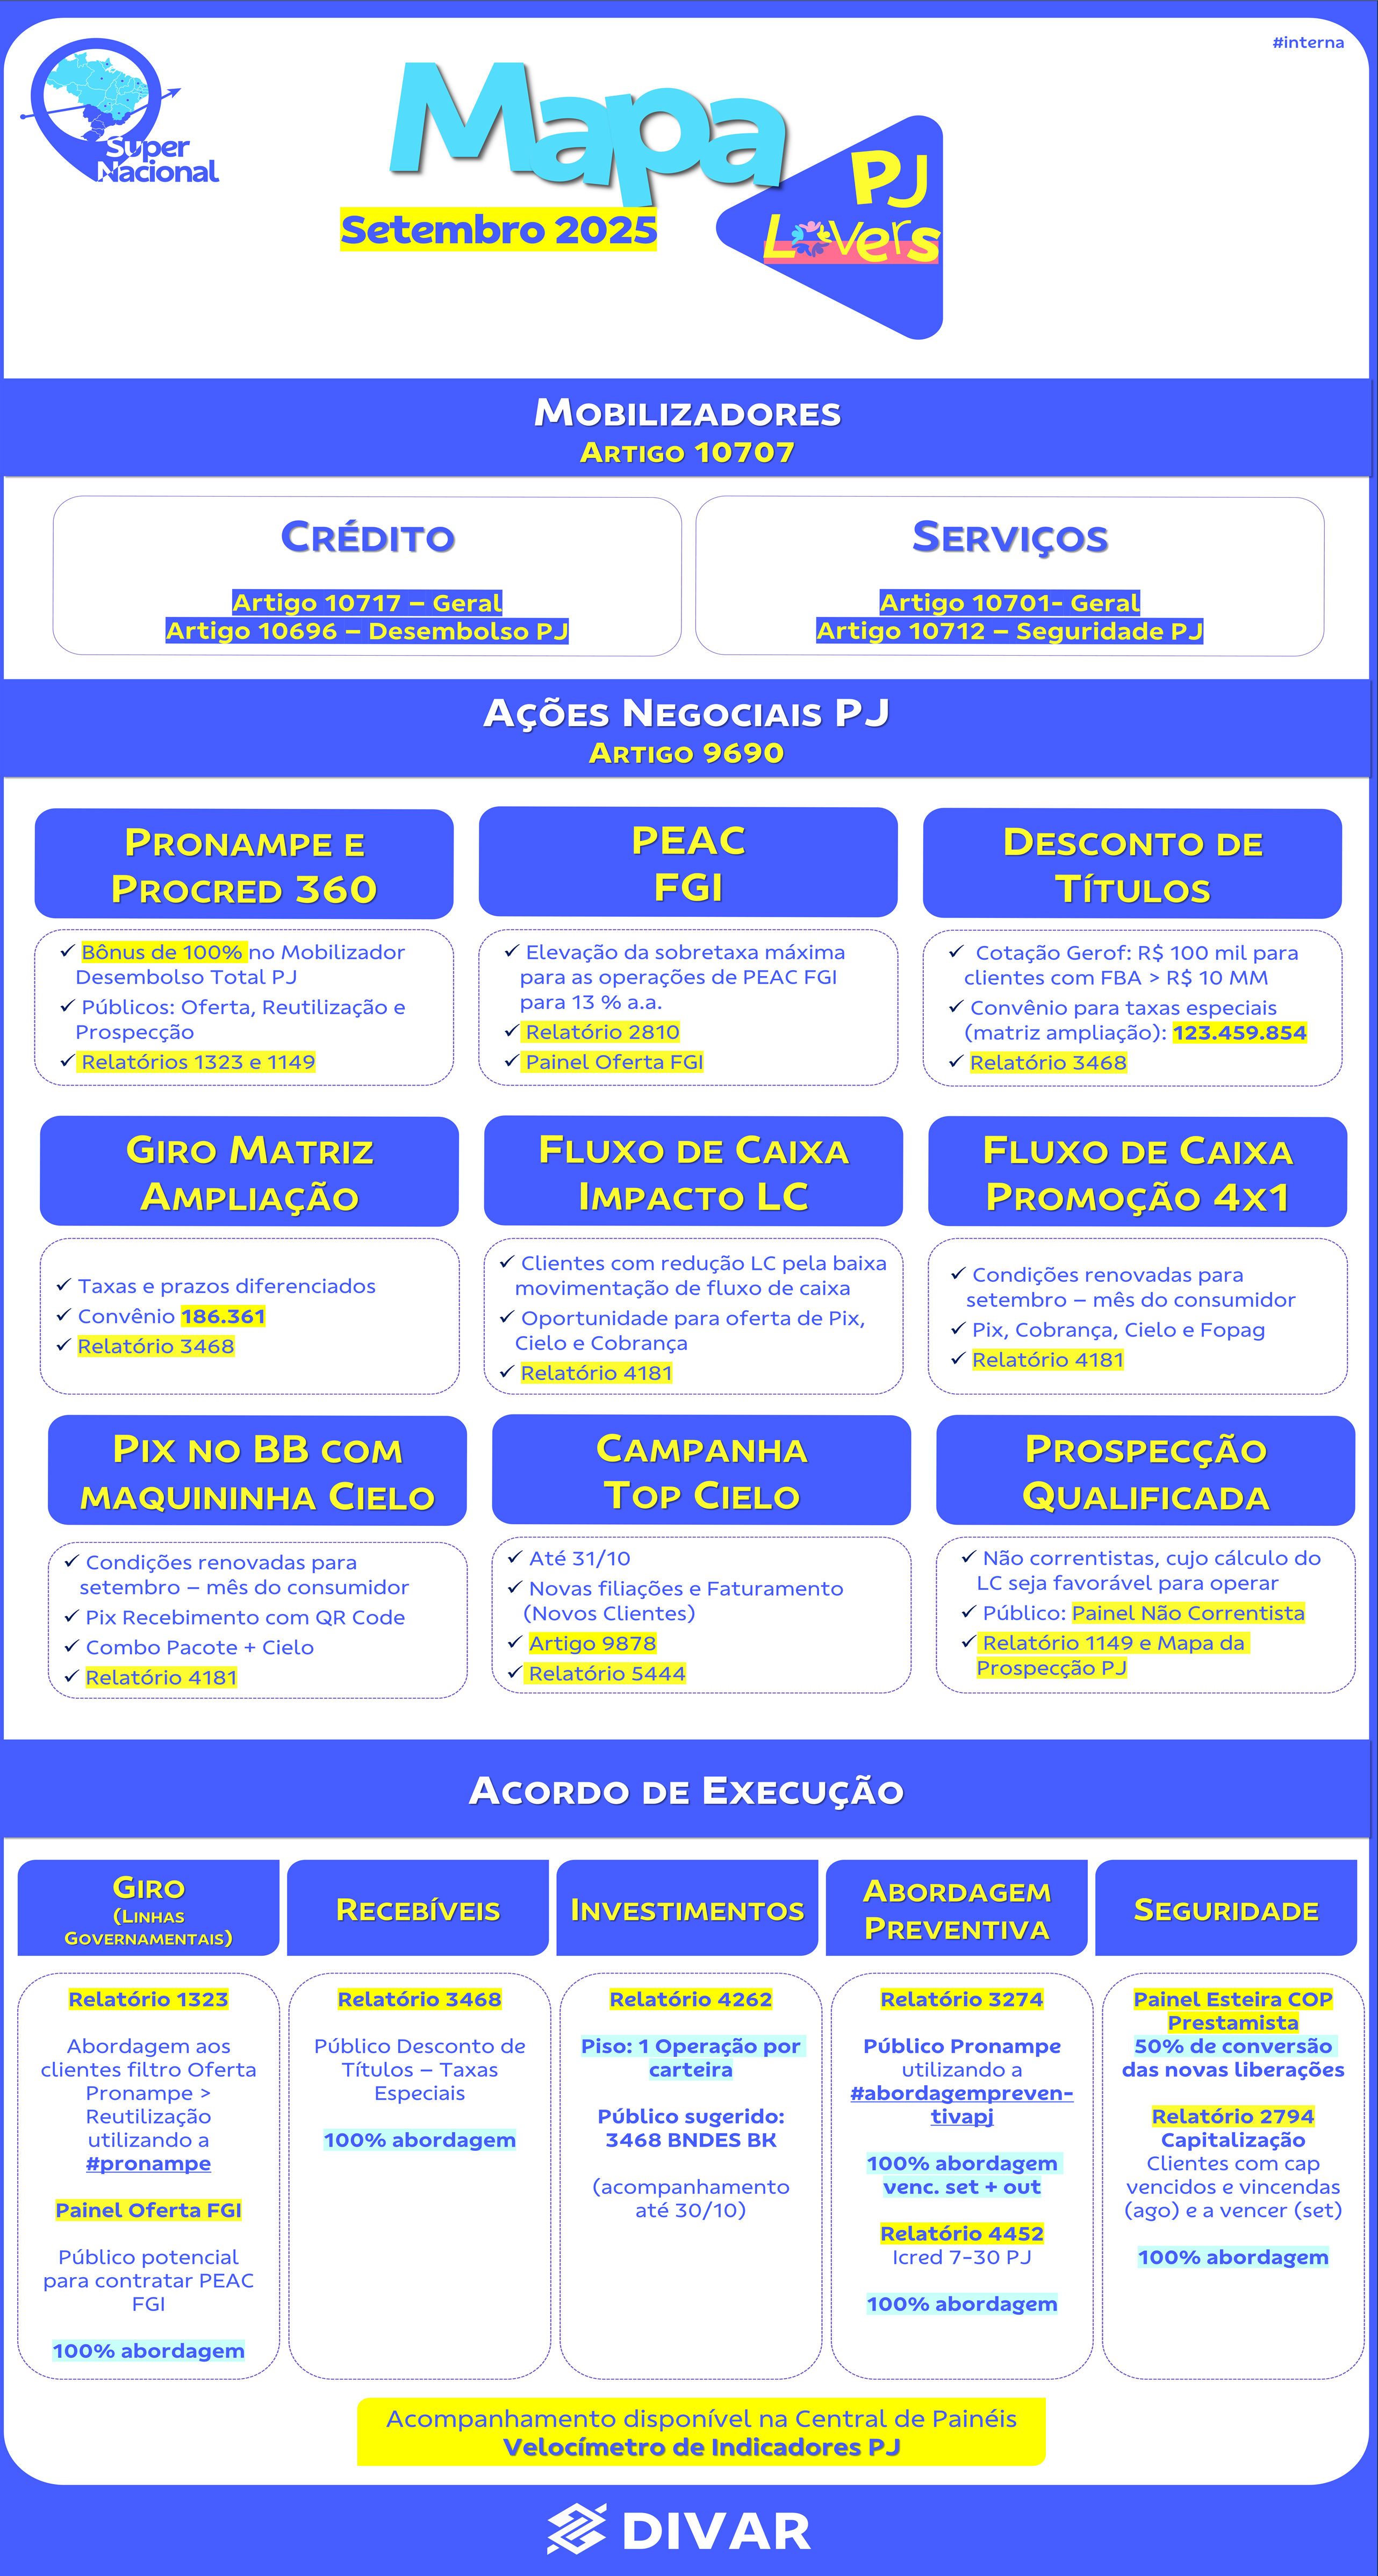 #interna
Super
Nacional
Mapa
PJ
Lovers
Setembro 2025
Mobilizadores
Artigo 10707
Crédito
Artigo 10717 – Geral
Artigo 10696 – Desembolso PJ
Serviços
Artigo 10701- Geral
Artigo 10712 – Seguridade PJ
Ações Negociais PJ
Artigo 9690
Pronampe e
Procred 360
✓ Bônus de 100% no Mobilizador
Desembolso Total PJ
✓ Públicos: Oferta, Reutilização e
Prospecção
✓ Relatórios 1323 e 1149
PEAC
FGI
✓ Elevação da sobretaxa máxima
para as operações de PEAC FGI
para 13 % a.a.
✓ Relatório 2810
✓ Painel Oferta FGI
Desconto de
Títulos
✓ Cotação Gerof: R$ 100 mil para
clientes com FBA > R$ 10 MM
✓ Convênio para taxas especiais
(matriz ampliação): 123.459.854
✓ Relatório 3468
Giro Matriz
Ampliação
✓ Taxas e prazos diferenciados
✓ Convênio 186.361
✓ Relatório 3468
Fluxo de Caixa
Impacto LC
✓ Clientes com redução LC pela baixa
movimentação de fluxo de caixa
✓ Oportunidade para oferta de Pix,
Cielo e Cobrança
✓ Relatório 4181
Fluxo de Caixa
Promoção 4x1
✓ Condições renovadas para
setembro – mês do consumidor
✓ Pix, Cobrança, Cielo e Fopag
✓ Relatório 4181
Pix no BB com
maquininha Cielo
✓ Condições renovadas para
setembro – mês do consumidor
✓ Pix Recebimento com QR Code
✓ Combo Pacote + Cielo
✓ Relatório 4181
Campanha
Top Cielo
✓ Até 31/10
✓ Novas filiações e Faturamento
(Novos Clientes)
✓ Artigo 9878
✓ Relatório 5444
Prospecção
Qualificada
✓ Não correntistas, cujo cálculo do
LC seja favorável para operar
✓ Público: Painel Não Correntista
✓ Relatório 1149 e Mapa da
Prospecção PJ
Acordo de Execução
Giro
(Linhas
Governamentais)
Relatório 1323
Abordagem aos
clientes filtro Oferta
Pronampe >
Reutilização
utilizando a
#pronampe
Painel Oferta FGI
Público potencial
para contratar PEAC
FGI
100% abordagem
Recebíveis
Relatório 3468
Público Desconto de
Títulos – Taxas
Especiais
100% abordagem
Investimentos
Relatório 4262
Piso: 1 Operação por
carteira
Público sugerido:
3468 BNDES BK
(acompanhamento
até 30/10)
Abordagem
Preventiva
Relatório 3274
Público Pronampe
utilizando a
#abordagempreven-
tivapj
100% abordagem
venc. set + out
Relatório 4452
Icred 7-30 PJ
100% abordagem
Seguridade
Painel Esteira COP
Prestamista
50% de conversão
das novas liberações
Relatório 2794
Capitalização
Clientes com cap
vencidos e vincendas
(ago) e a vencer (set)
100% abordagem
Acompanhamento disponível na Central de Painéis
Velocímetro de Indicadores PJ
DIVAR